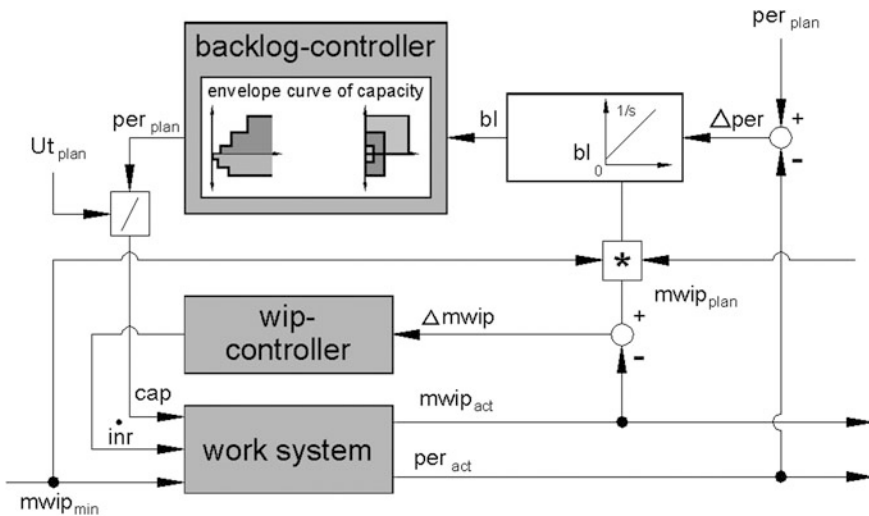 per plan
backlog-controller
envelope curve of capacity
per plan
Ut plan
bl
1/s
bl 0
Δper
+
-
/
*
mwip plan
wip-controller
Δmwip
+
-
cap
inr
mwip act
work system
per act
mwip min